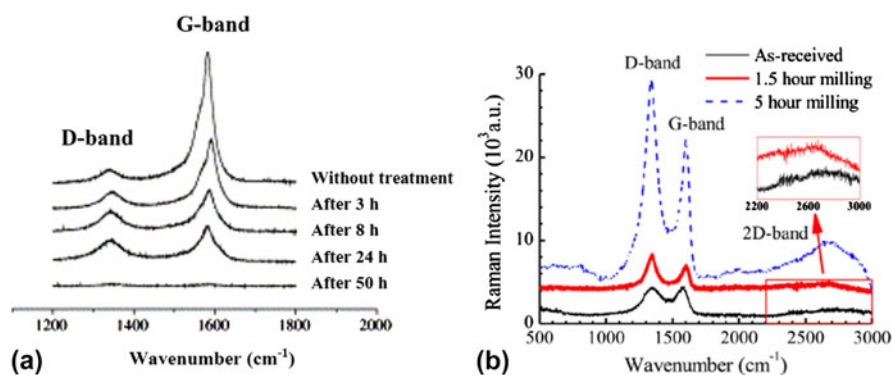 G-band
D-band
Without treatment
After 3 h
After 8 h
After 24 h
After 50 h
1200 1400 1600 1800 2000
Wavenumber (cm⁻¹)
(a)
As-received
1.5 hour milling
5 hour milling
D-band
G-band
2D-band
2200 2600 3000
Raman Intensity (10³ a.u.)
30
20
10
0
500 1000 1500 2000 2500 3000
Wavenumber (cm⁻¹)
(b)